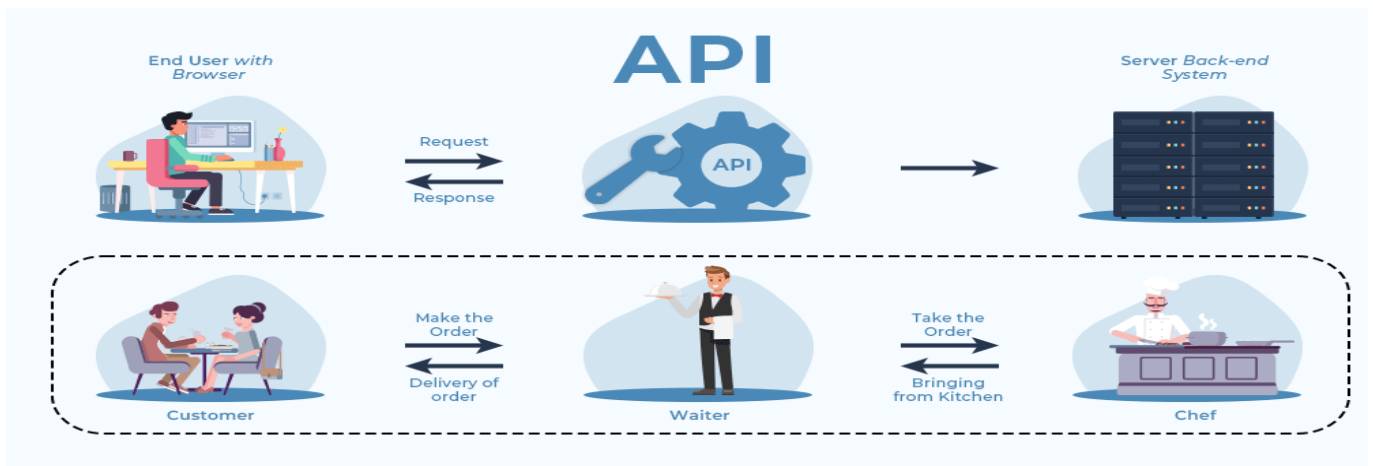 API
End User with
Browser
Server Back-end
System
Request
Response
API
Make the
Order
Delivery of
order
Take the
Order
Bringing
from Kitchen
Customer
Waiter
Chef